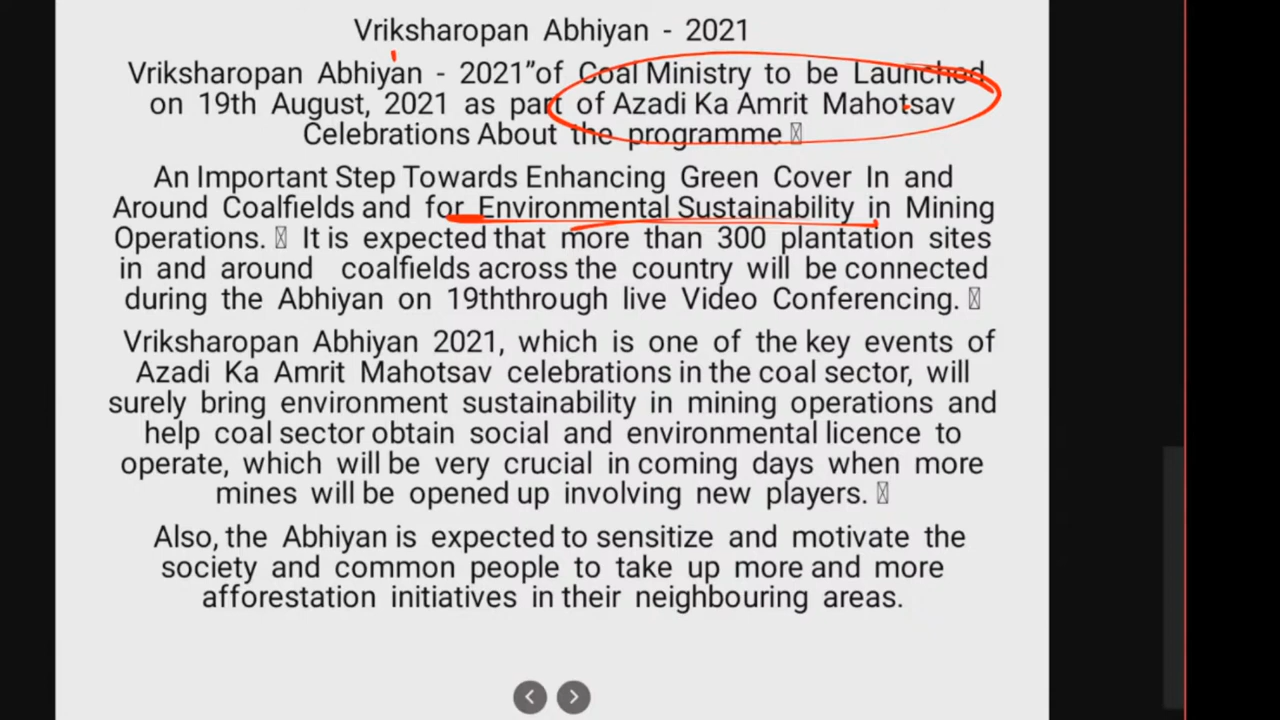 Vriksharopan Abhiyan - 2021
Vriksharopan Abhiyan - 2021”of Coal Ministry to be Launched
on 19th August, 2021 as part of Azadi Ka Amrit Mahotsav
Celebrations About the programme 
An Important Step Towards Enhancing Green Cover In and
Around Coalfields and for Environmental Sustainability in Mining
Operations.  It is expected that more than 300 plantation sites
in and around coalfields across the country will be connected
during the Abhiyan on 19ththrough live Video Conferencing. 
Vriksharopan Abhiyan 2021, which is one of the key events of
Azadi Ka Amrit Mahotsav celebrations in the coal sector, will
surely bring environment sustainability in mining operations and
help coal sector obtain social and environmental licence to
operate, which will be very crucial in coming days when more
mines will be opened up involving new players. 
Also, the Abhiyan is expected to sensitize and motivate the
society and common people to take up more and more
afforestation initiatives in their neighbouring areas.